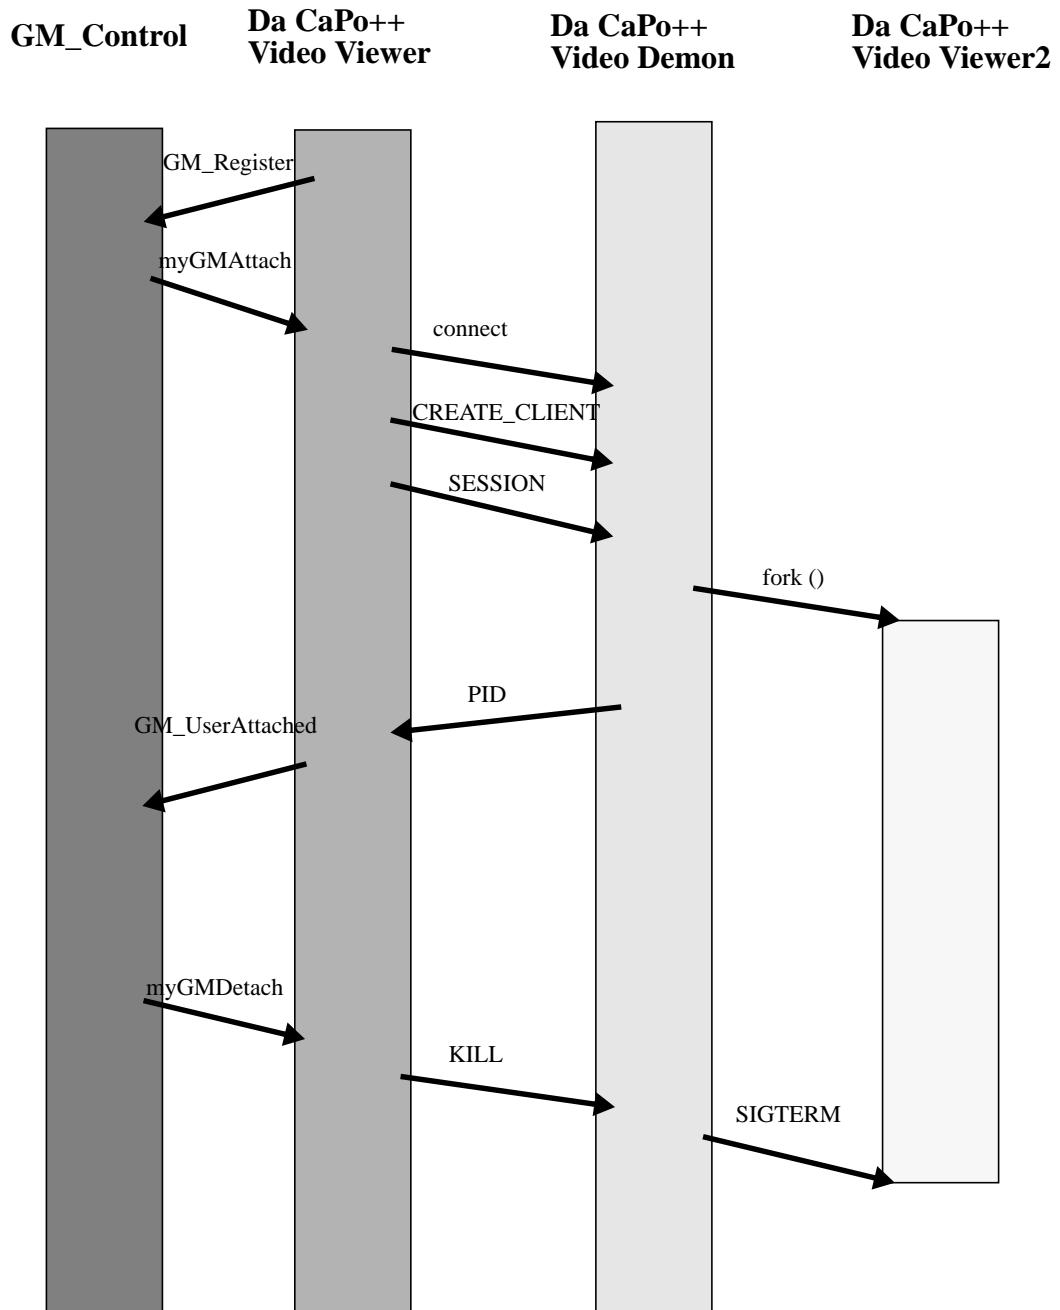 GM_Control
Da CaPo++
Video Viewer
Da CaPo++
Video Demon
Da CaPo++
Video Viewer2
GM_Register
myGMAttach
connect
CREATE_CLIENT
SESSION
fork ()
PID
GM_UserAttached
myGMDetach
KILL
SIGTERM